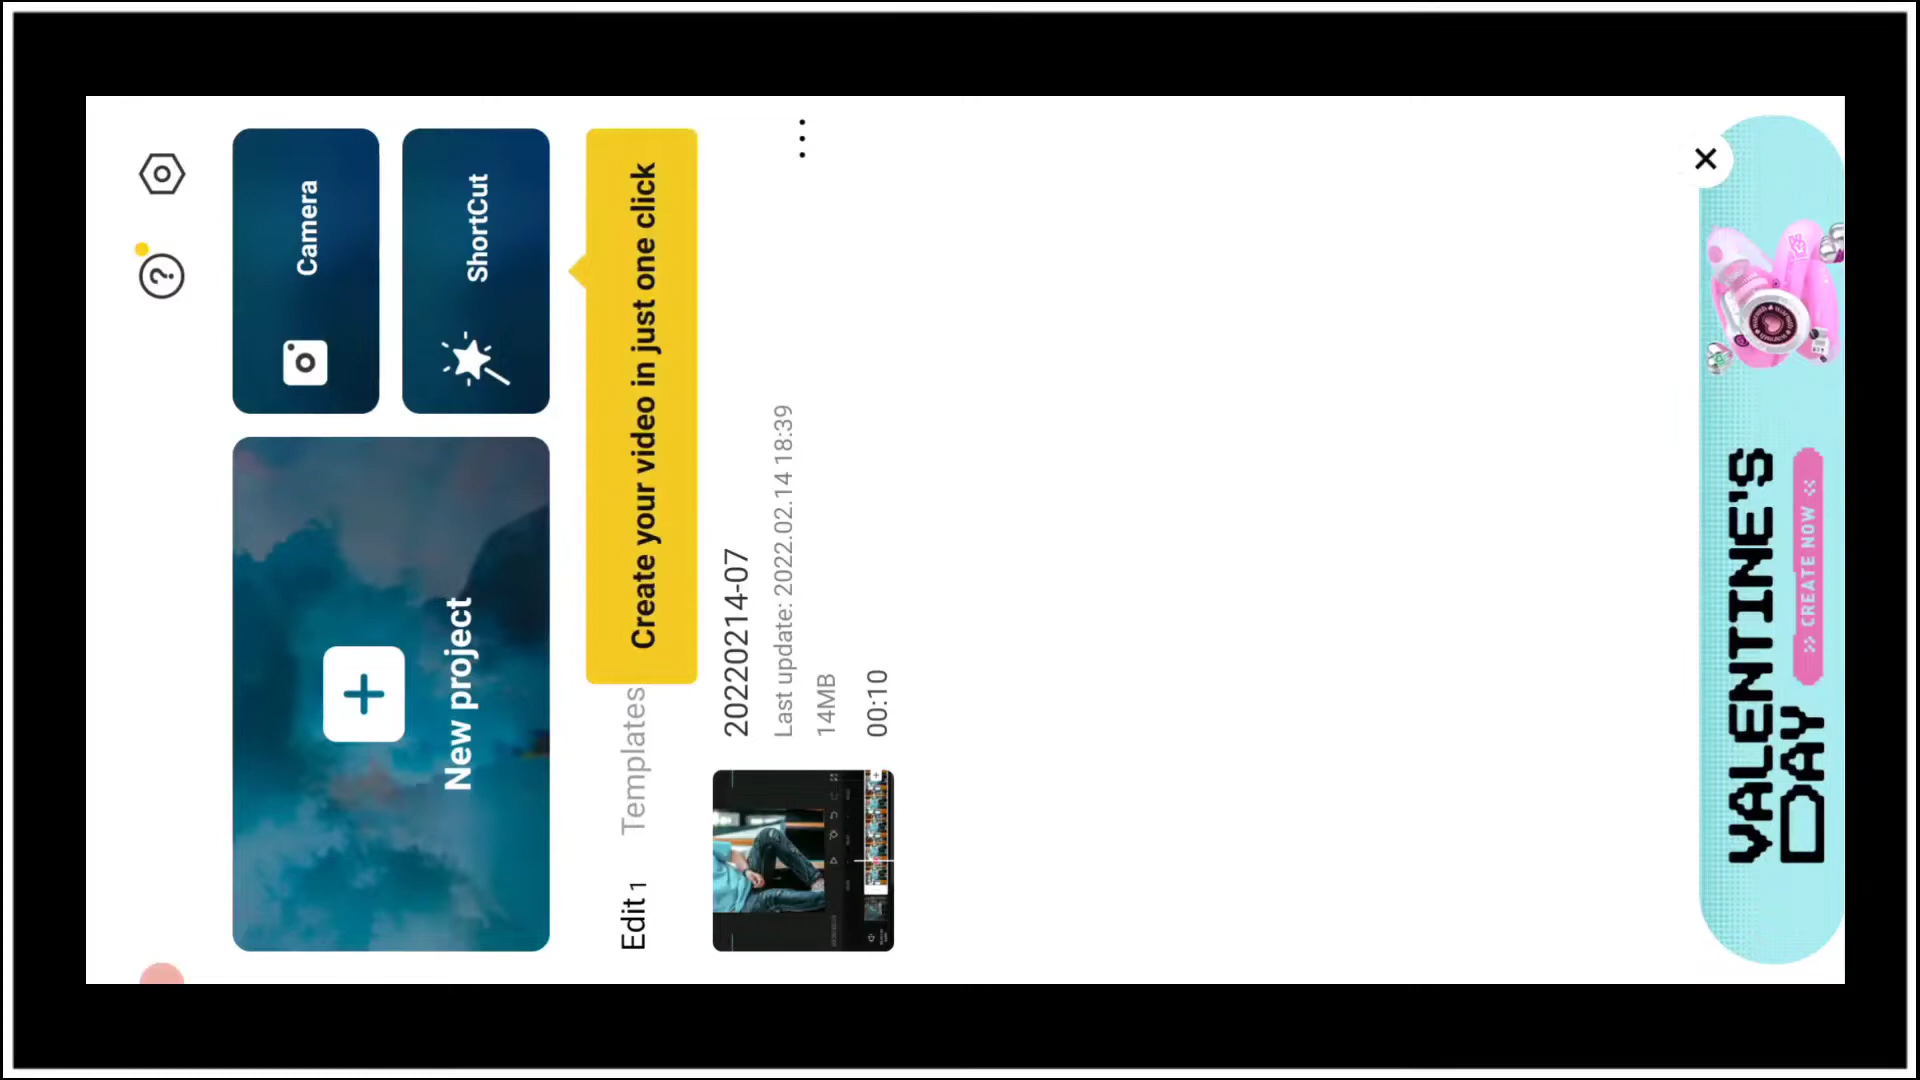 New project
Camera
ShortCut
Create your video in just one click
Edit 1
Templates
20220214-07
Last update: 2022.02.14 18:39
14MB
00:10
VALENTINE'S
DAY
CREATE NOW